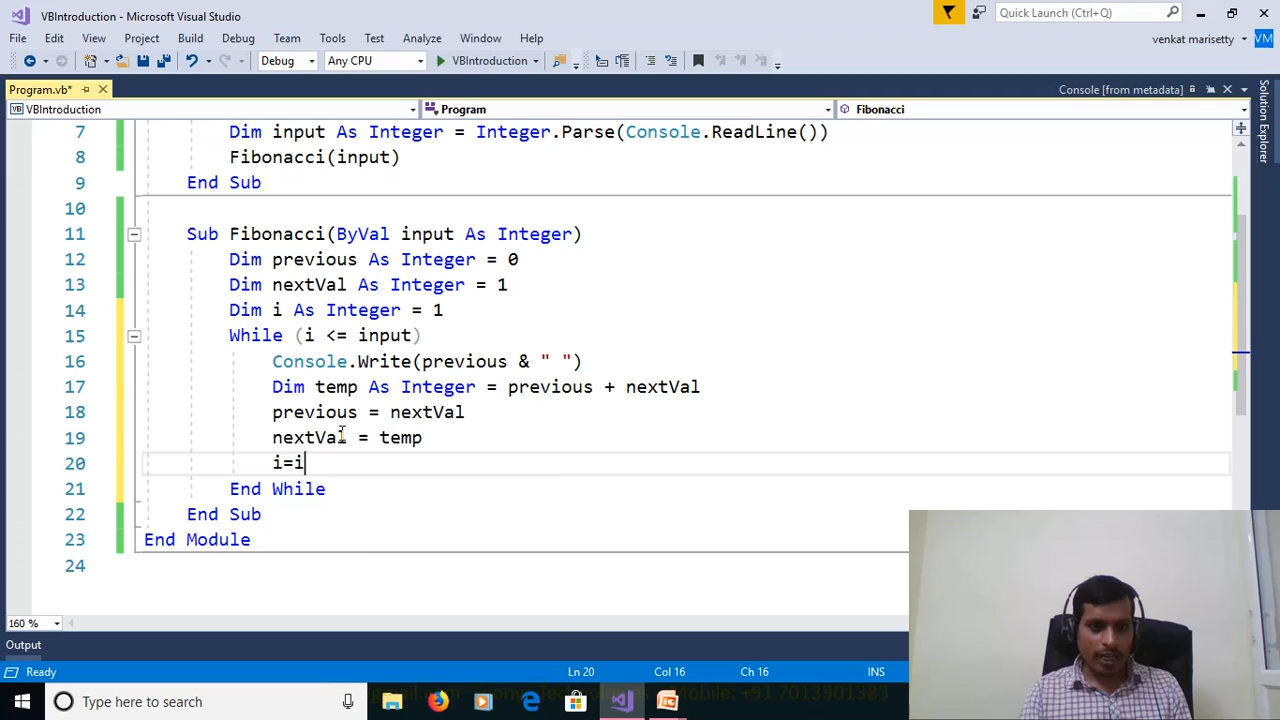 VBIntroduction - Microsoft Visual Studio
Quick Launch (Ctrl+Q)
File Edit View Project Build Debug Team Tools Test Analyze Window Help
venkat marisetty VM
Debug Any CPU VBIntroduction
Program.vb* Console [from metadata]
VBIntroduction Program Fibonacci
7 Dim input As Integer = Integer.Parse(Console.ReadLine())
8 Fibonacci(input)
9 End Sub
10
11 Sub Fibonacci(ByVal input As Integer)
12 Dim previous As Integer = 0
13 Dim nextVal As Integer = 1
14 Dim i As Integer = 1
15 While (i <= input)
16 Console.Write(previous & " ")
17 Dim temp As Integer = previous + nextVal
18 previous = nextVal
19 nextVal = temp
20 i=i
21 End While
22 End Sub
23 End Module
24
Solution Explorer
160 %
Output
Ready Ln 20 Col 16 Ch 16 INS
Type here to search
Mobile: +91 7013901383